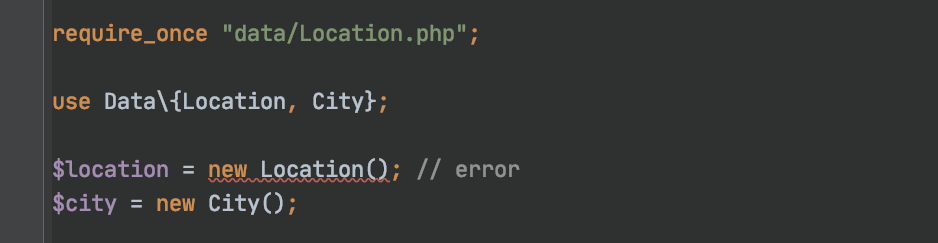 require_once "data/Location.php";
use Data\{Location, City};
$location = new Location(); // error
$city = new City();